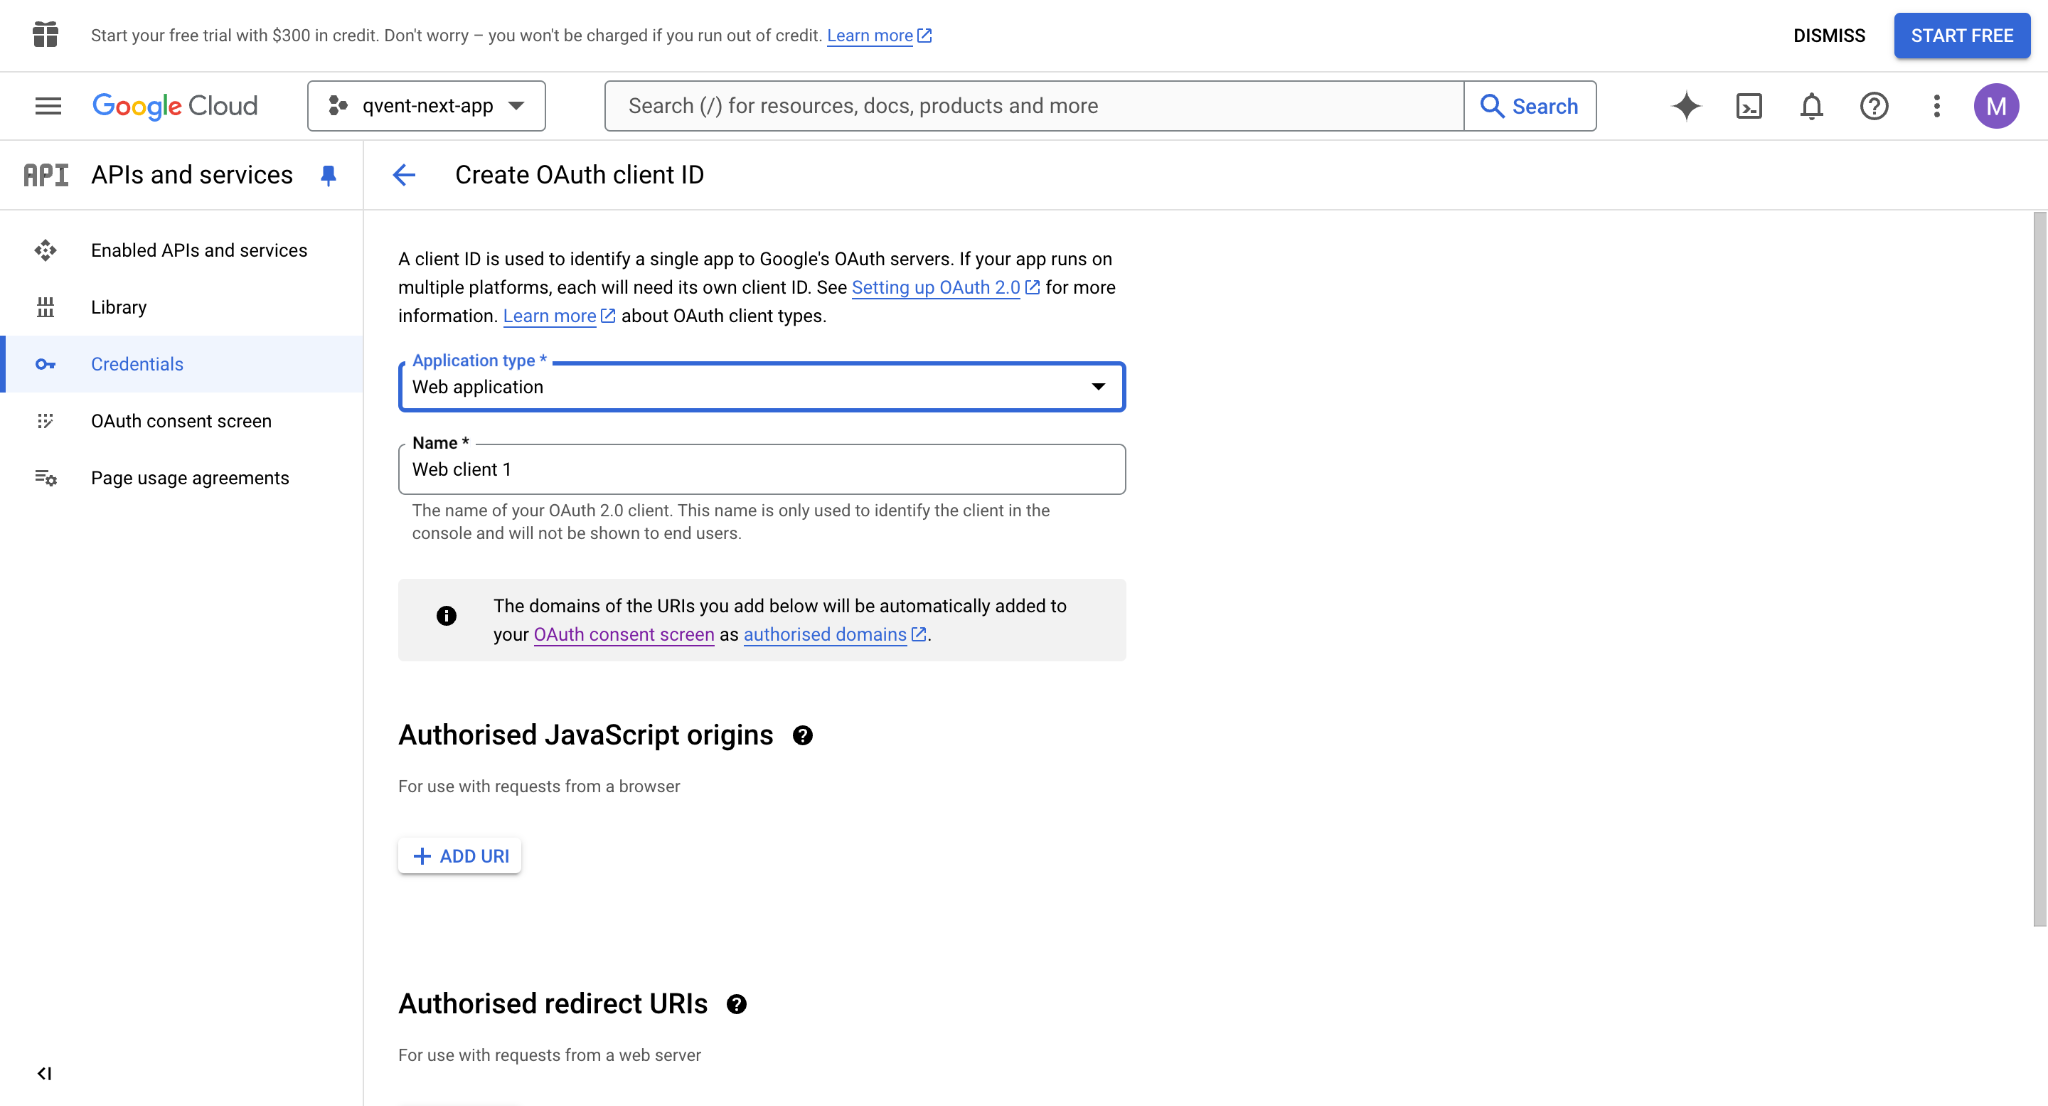 Start your free trial with $300 in credit. Don't worry – you won't be charged if you run out of credit. Learn more
DISMISS
START FREE
Google Cloud
qvent-next-app
Search (/) for resources, docs, products and more
Search
M
API
APIs and services
Create OAuth client ID
Enabled APIs and services
Library
Credentials
OAuth consent screen
Page usage agreements
A client ID is used to identify a single app to Google's OAuth servers. If your app runs on
multiple platforms, each will need its own client ID. See Setting up OAuth 2.0 for more
information. Learn more about OAuth client types.
Application type *
Web application
Name *
Web client 1
The name of your OAuth 2.0 client. This name is only used to identify the client in the
console and will not be shown to end users.
The domains of the URIs you add below will be automatically added to
your OAuth consent screen as authorised domains.
Authorised JavaScript origins
For use with requests from a browser
ADD URI
Authorised redirect URIs
For use with requests from a web server